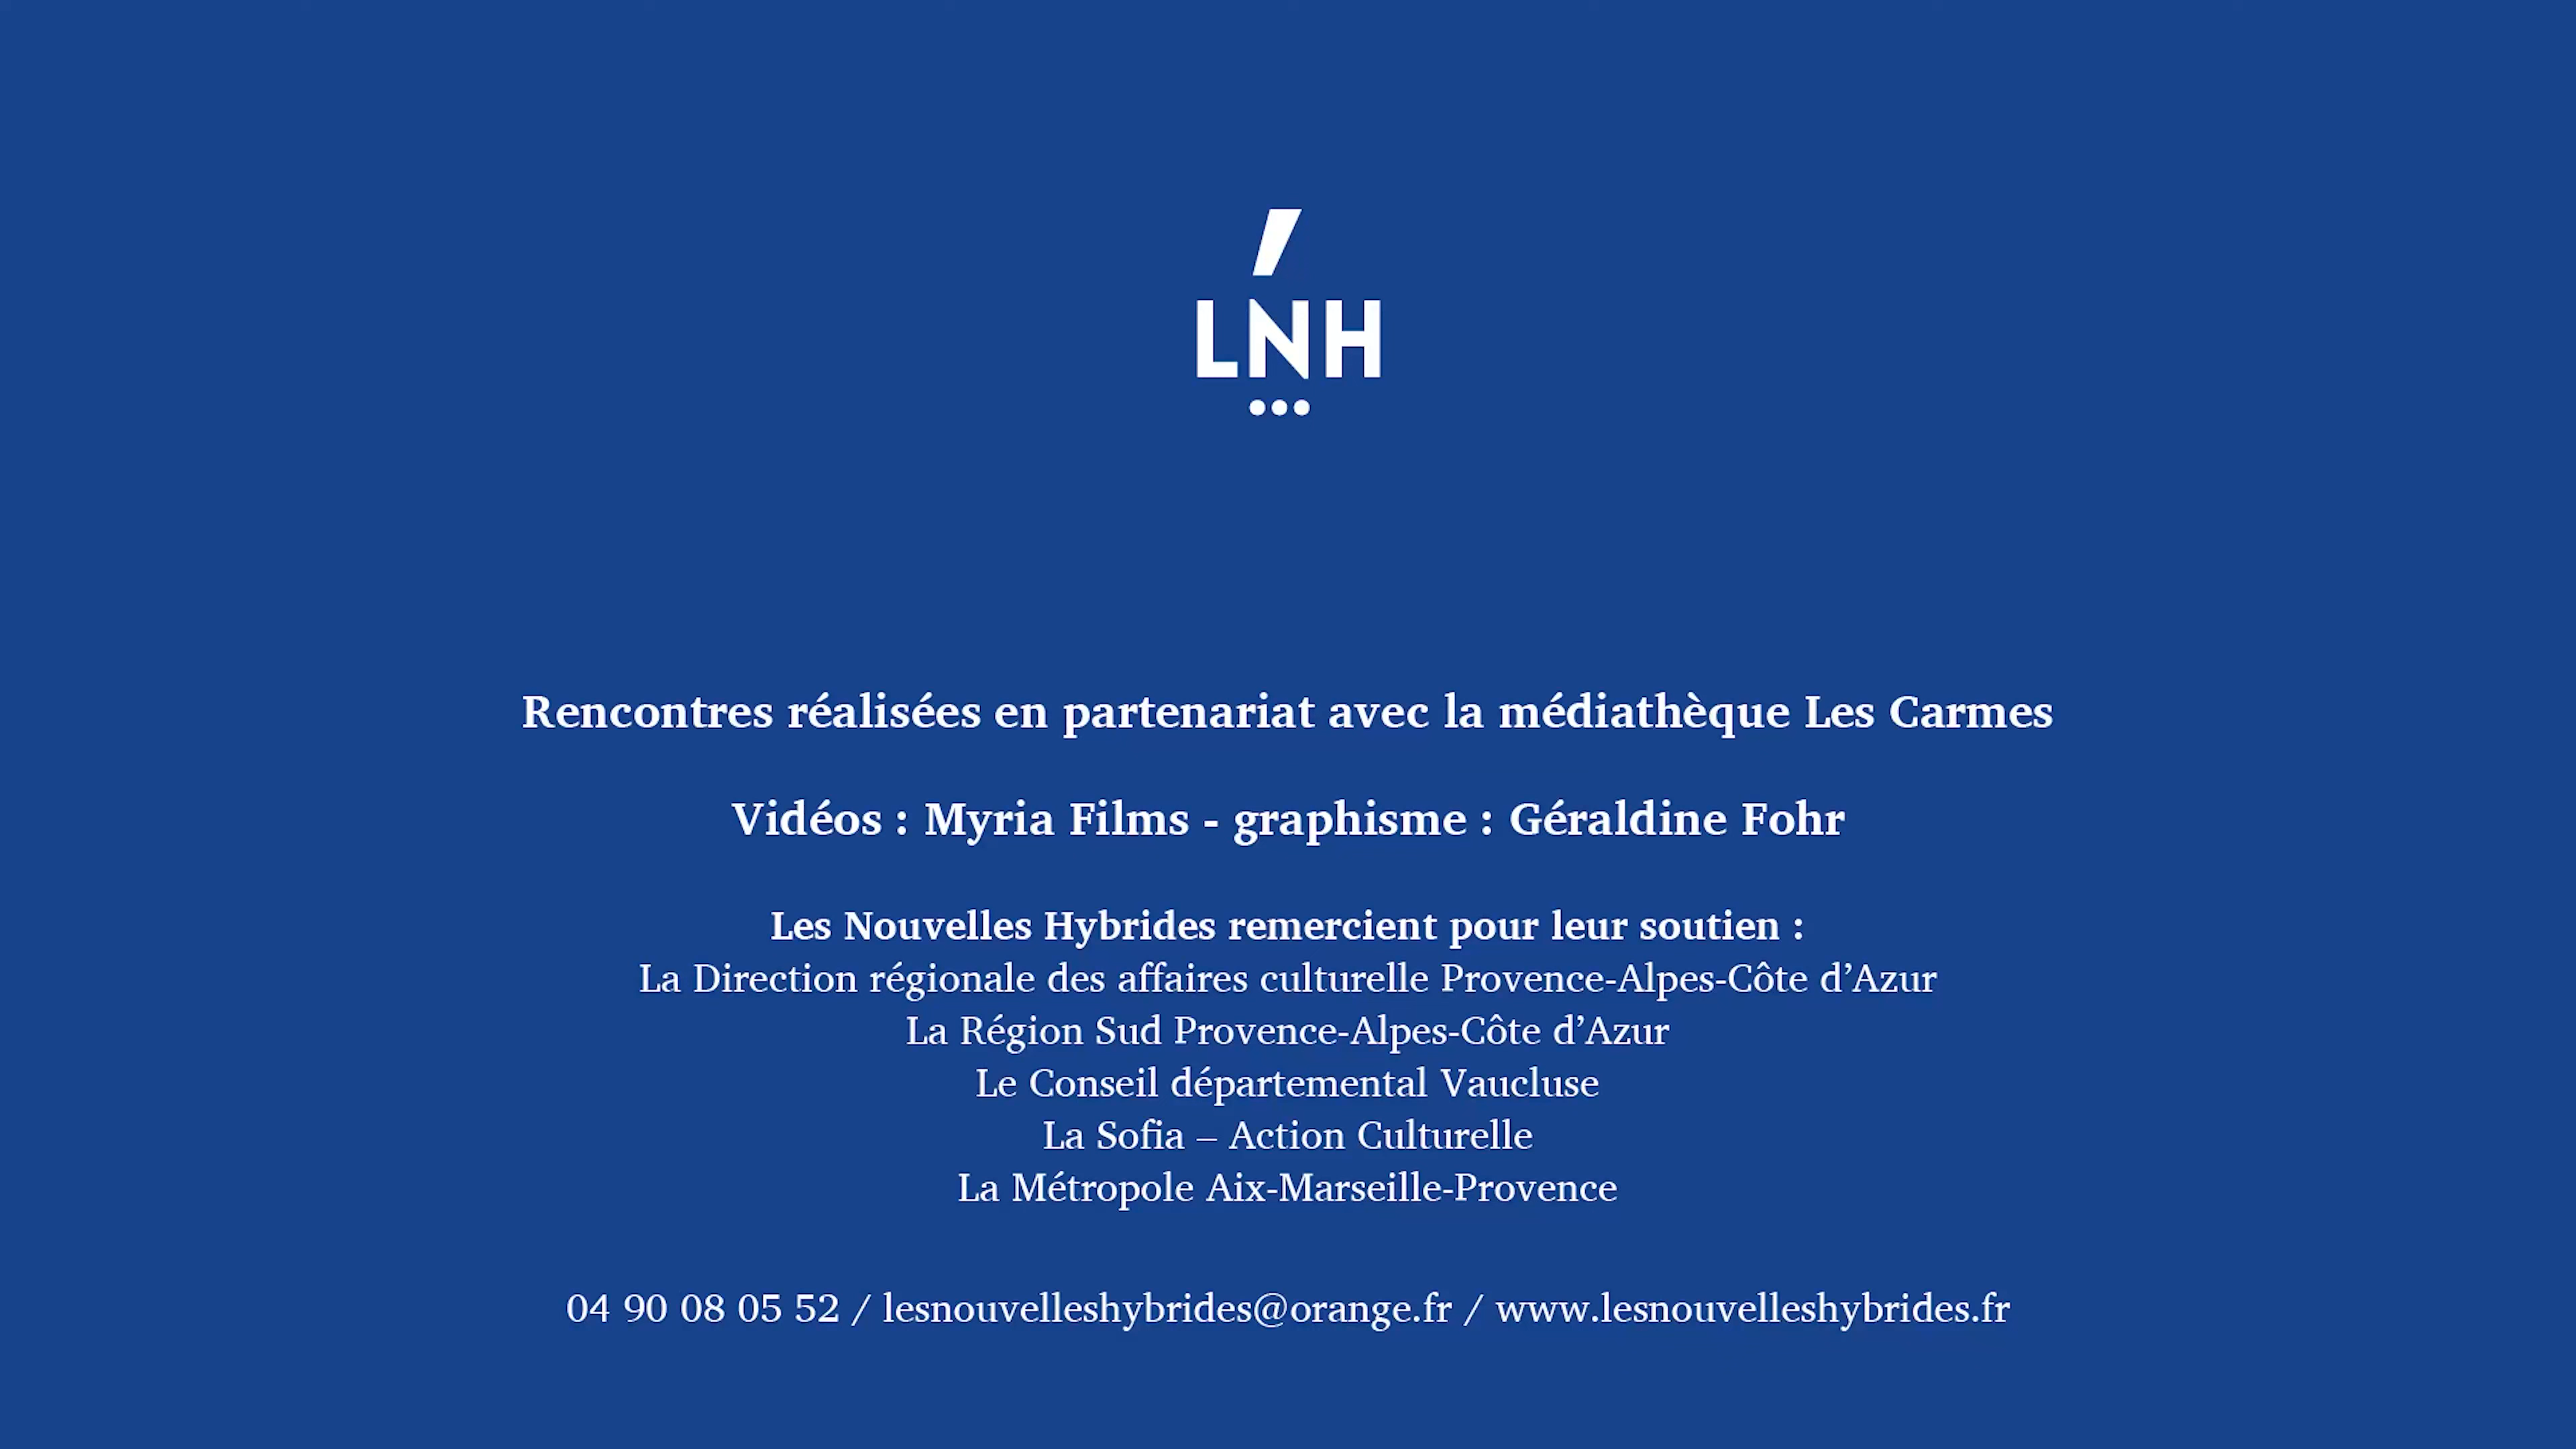 LNH
Rencontres réalisées en partenariat avec la médiathèque Les Carmes
Vidéos : Myria Films - graphisme : Géraldine Fohr
Les Nouvelles Hybrides remercient pour leur soutien :
La Direction régionale des affaires culturelle Provence-Alpes-Côte d’Azur
La Région Sud Provence-Alpes-Côte d’Azur
Le Conseil départemental Vaucluse
La Sofia – Action Culturelle
La Métropole Aix-Marseille-Provence
04 90 08 05 52 / lesnouvelleshybrides@orange.fr / www.lesnouvelleshybrides.fr